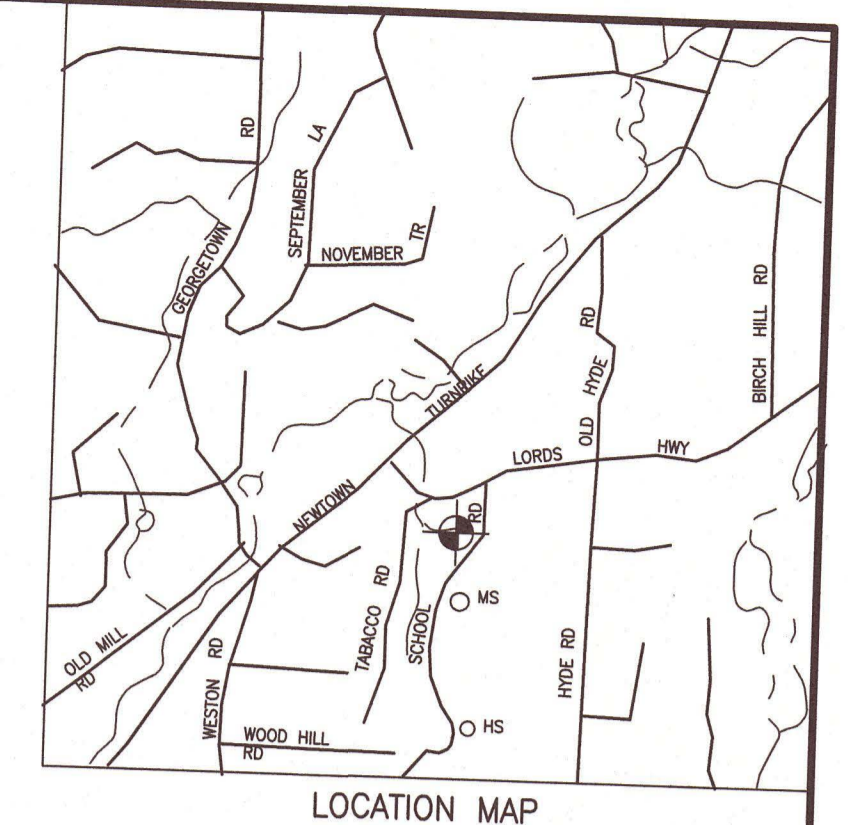 RD
SEPTEMBER LA
GEORGETOWN
NOVEMBER TR
NEWTOWN TURNPIKE
OLD HYDE RD
BIRCH HILL RD
LORDS HWY
RD
TABACCO RD
SCHOOL
MS
HS
HYDE RD
OLD MILL
RD
WESTON RD
WOOD HILL
RD
LOCATION MAP